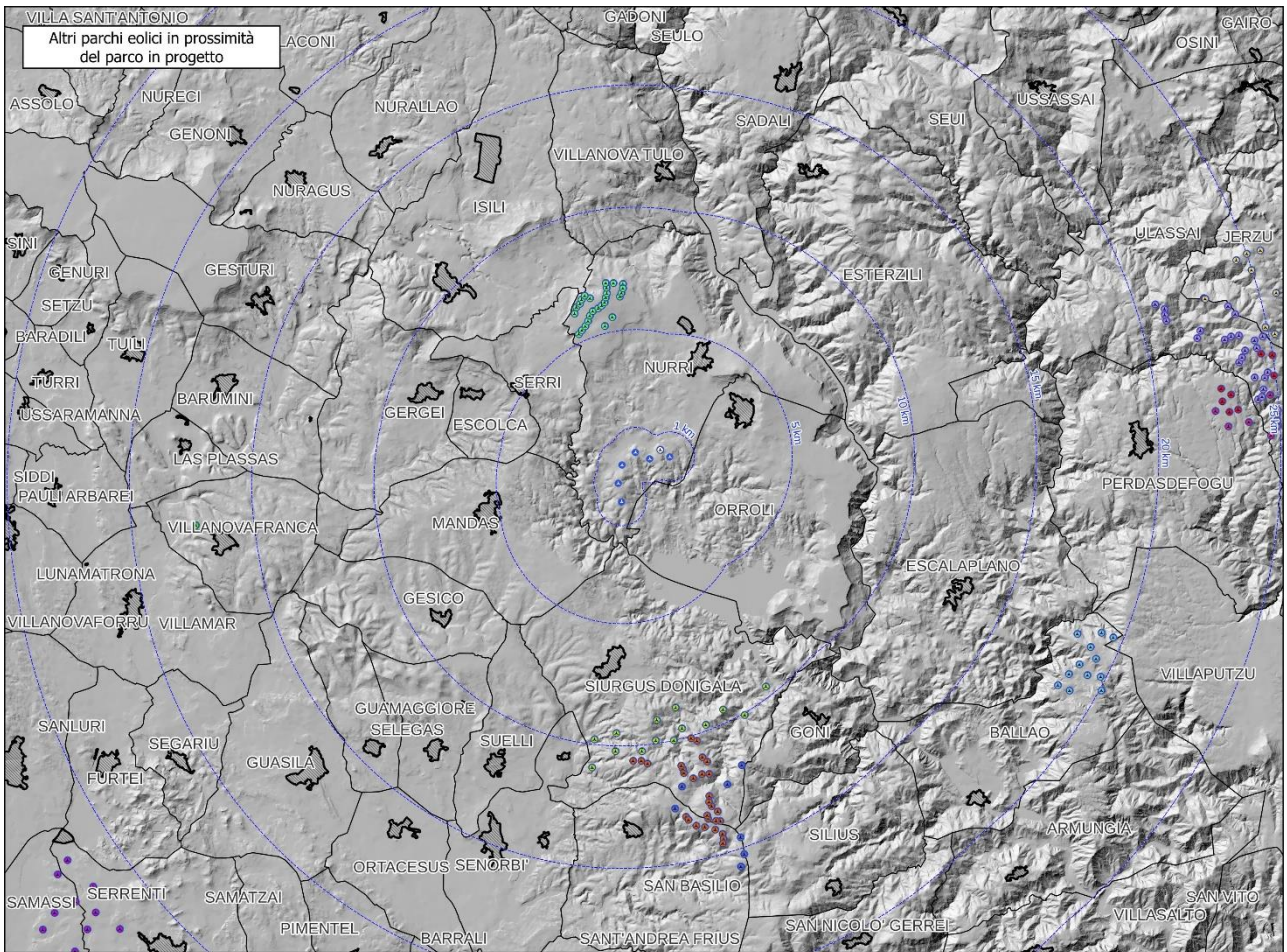 VILLA SANT'ANTONIO
Altri parchi eolici in prossimità
del parco in progetto
LACONI
GADONI
SEULO
GAIRO
OSINI
ASSOLO
NURECI
GENONI
NURALLAO
SADALI
SEUI
USSASSAI
VILLANOVA TULO
NURAGUS
ISILI
SINI
GENURI
GESTURI
ESTERZILI
ULASSAI
JERZU
SETZU
BARADILI
TUILI
TURRI
USSARAMANNA
BARUMINI
SERRI
GERGEI
ESCOLCA
NURRI
1 km
5 km
10 km
15 km
20 km
25 km
LAS PLASSAS
SIDDI
PAULI ARBAREI
VILLANOVAFRANCA
MANDAS
ORROLI
PERDASDEFOGU
LUNAMATRONA
ESCALAPLANO
VILLANOVAFORRU
VILLAMAR
GESICO
SIURGUS DONIGALA
VILLAPUTZU
SANLURI
SEGARIU
GUASILA
GUAMAGGIORE
SELEGAS
SUELLI
GONI
BALLAO
FURTEI
SILIUS
ARMUNGIA
ORTACESUS
SENORBI'
SAN BASILIO
SAMASSI
SERRENTI
SAMATZAI
PIMENTEL
BARRALI
SANT'ANDREA FRIUS
SAN NICOLO' GERREI
VILLASALTO
SAN VITO